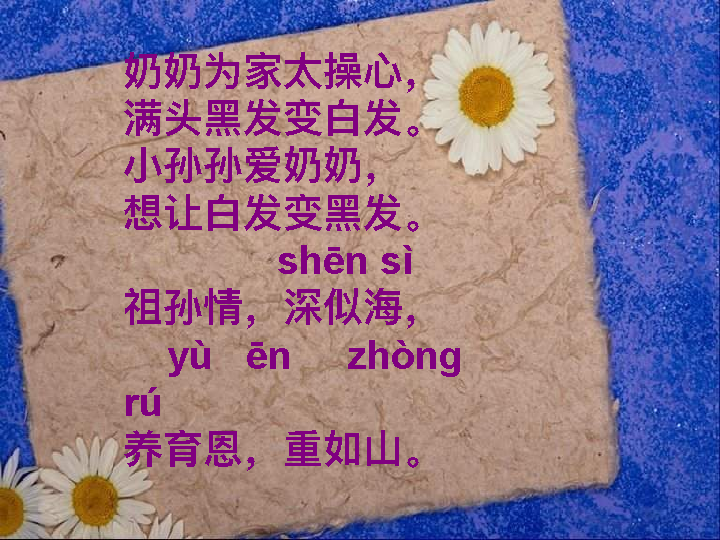 奶奶为家太操心，
满头黑发变白发。
小孙孙爱奶奶，
想让白发变黑发。
shēn sì
祖孙情，深似海，
yù ēn zhòng
rú
养育恩，重如山。